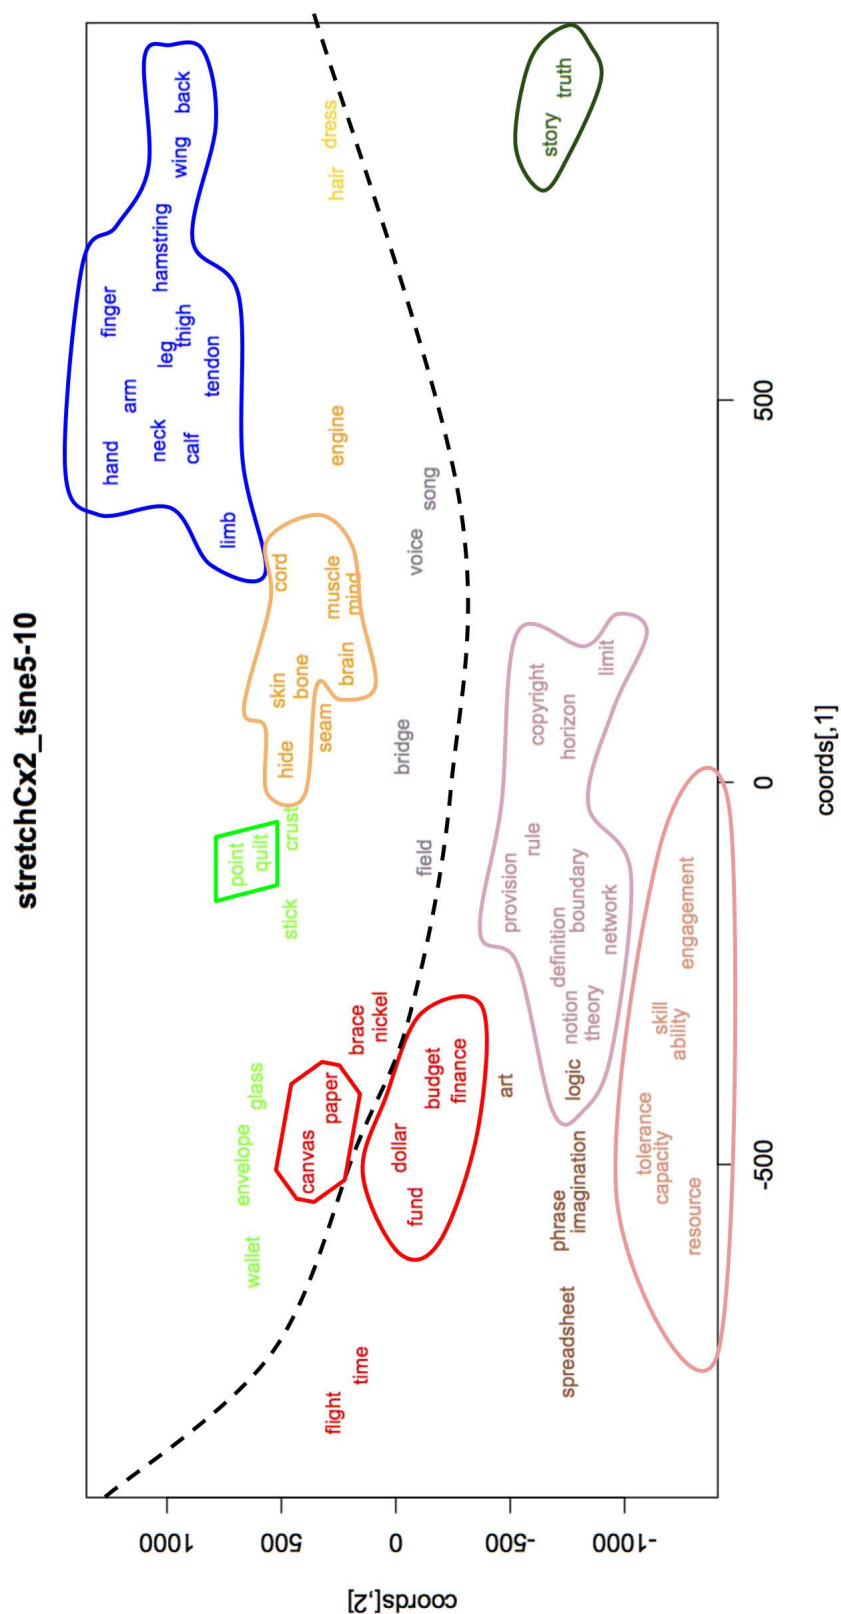 stretchCx2_tsne5-10
back
wing
finger
hamstring
thigh
leg
arm
tendon
hand
neck
calf
limb
dress
hair
truth
story
engine
song
voice
cord
muscle
mind
skin
bone
brain
seam
hide
bridge
copyright
horizon
limit
point
quilt
crust
stick
field
provision
rule
definition
boundary
network
engagement
notion
theory
skill
ability
brace
nickel
glass
paper
canvas
envelope
wallet
budget
finance
dollar
fund
art
logic
tolerance
capacity
resource
phrase
imagination
spreadsheet
time
flight
1000
500
0
-500
-1000
coords[,2]
-500
0
500
coords[,1]